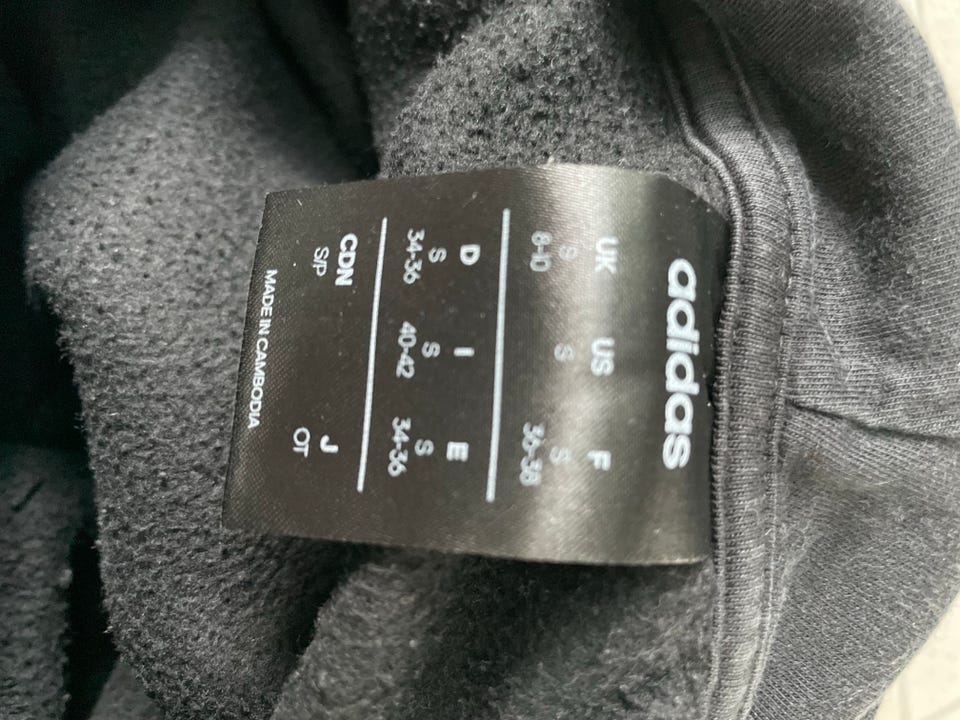 adidas
UK US F
S S S
8-10 36-38
D I E
S S S
34-36 40-42 34-36
CDN J
S/P OT
MADE IN CAMBODIA